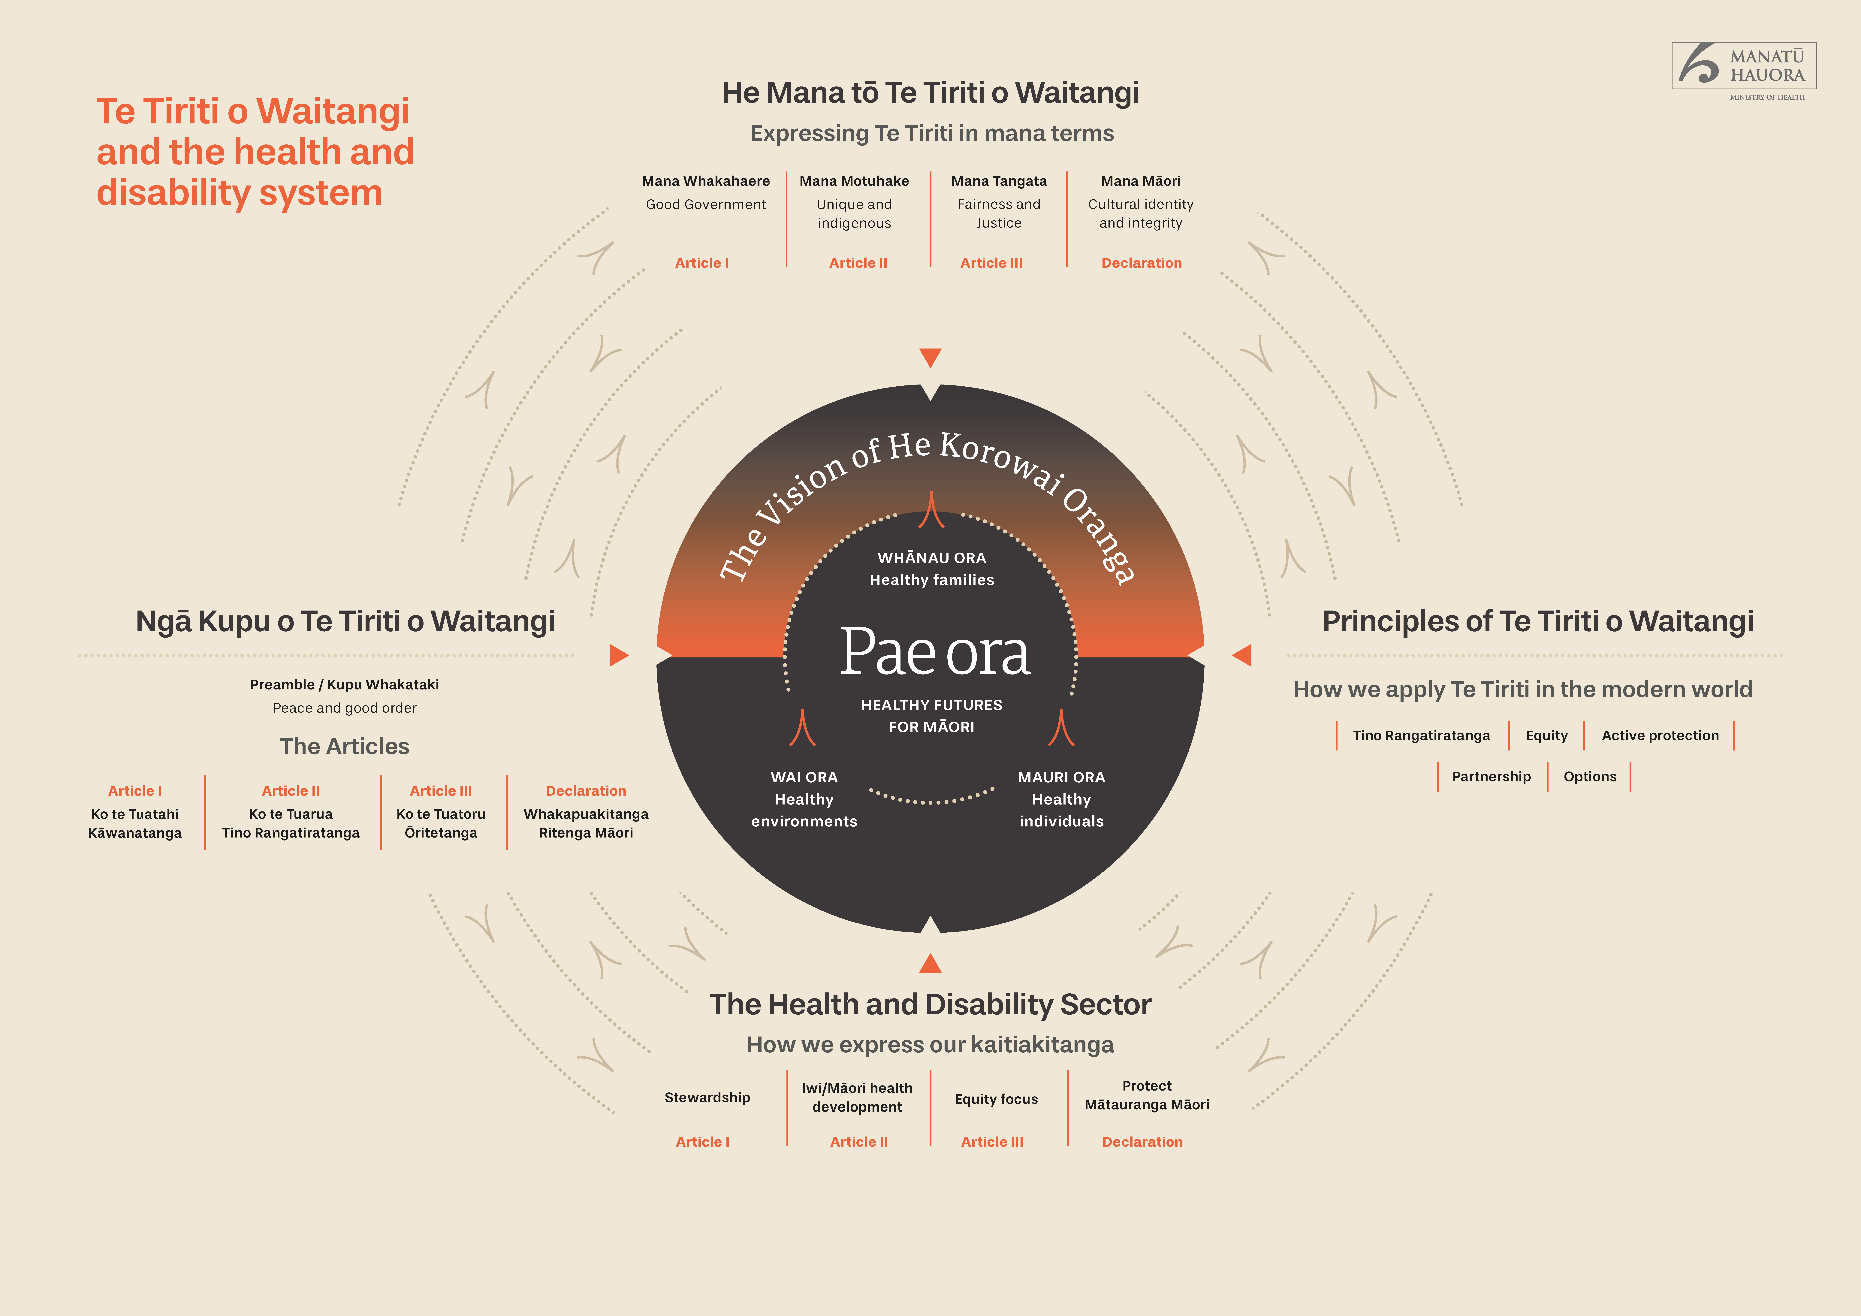 Te Tiriti o Waitangi
and the health and
disability system
MANATŪ
HAUORA
MINISTRY OF HEALTH
He Mana tō Te Tiriti o Waitangi
Expressing Te Tiriti in mana terms
Mana Whakahaere
Good Government
Article I
Mana Motuhake
Unique and
indigenous
Article II
Mana Tangata
Fairness and
Justice
Article III
Mana Māori
Cultural identity
and integrity
Declaration
The Vision of He Korowai Oranga
WHĀNAU ORA
Healthy families
Pae ora
HEALTHY FUTURES
FOR MĀORI
WAI ORA
Healthy
environments
MAURI ORA
Healthy
individuals
Ngā Kupu o Te Tiriti o Waitangi
Preamble / Kupu Whakataki
Peace and good order
The Articles
Article I
Ko te Tuatahi
Kāwanatanga
Article II
Ko te Tuarua
Tino Rangatiratanga
Article III
Ko te Tuatoru
Ōritetanga
Declaration
Whakapuakitanga
Ritenga Māori
Principles of Te Tiriti o Waitangi
How we apply Te Tiriti in the modern world
Tino Rangatiratanga
Equity
Active protection
Partnership
Options
The Health and Disability Sector
How we express our kaitiakitanga
Stewardship
Article I
Iwi/Māori health
development
Article II
Equity focus
Article III
Protect
Mātauranga Māori
Declaration